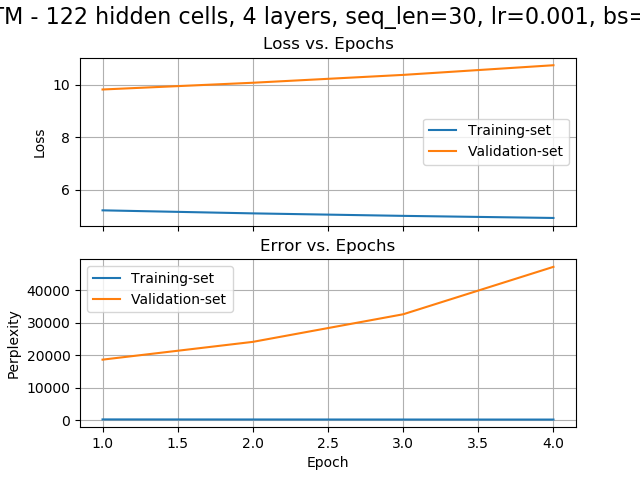 TM - 122 hidden cells, 4 layers, seq_len=30, lr=0.001, bs=
Loss vs. Epochs
10
8
6
Loss
Training-set
Validation-set
Error vs. Epochs
Training-set
Validation-set
40000
30000
20000
10000
0
Perplexity
1.0 1.5 2.0 2.5 3.0 3.5 4.0
Epoch